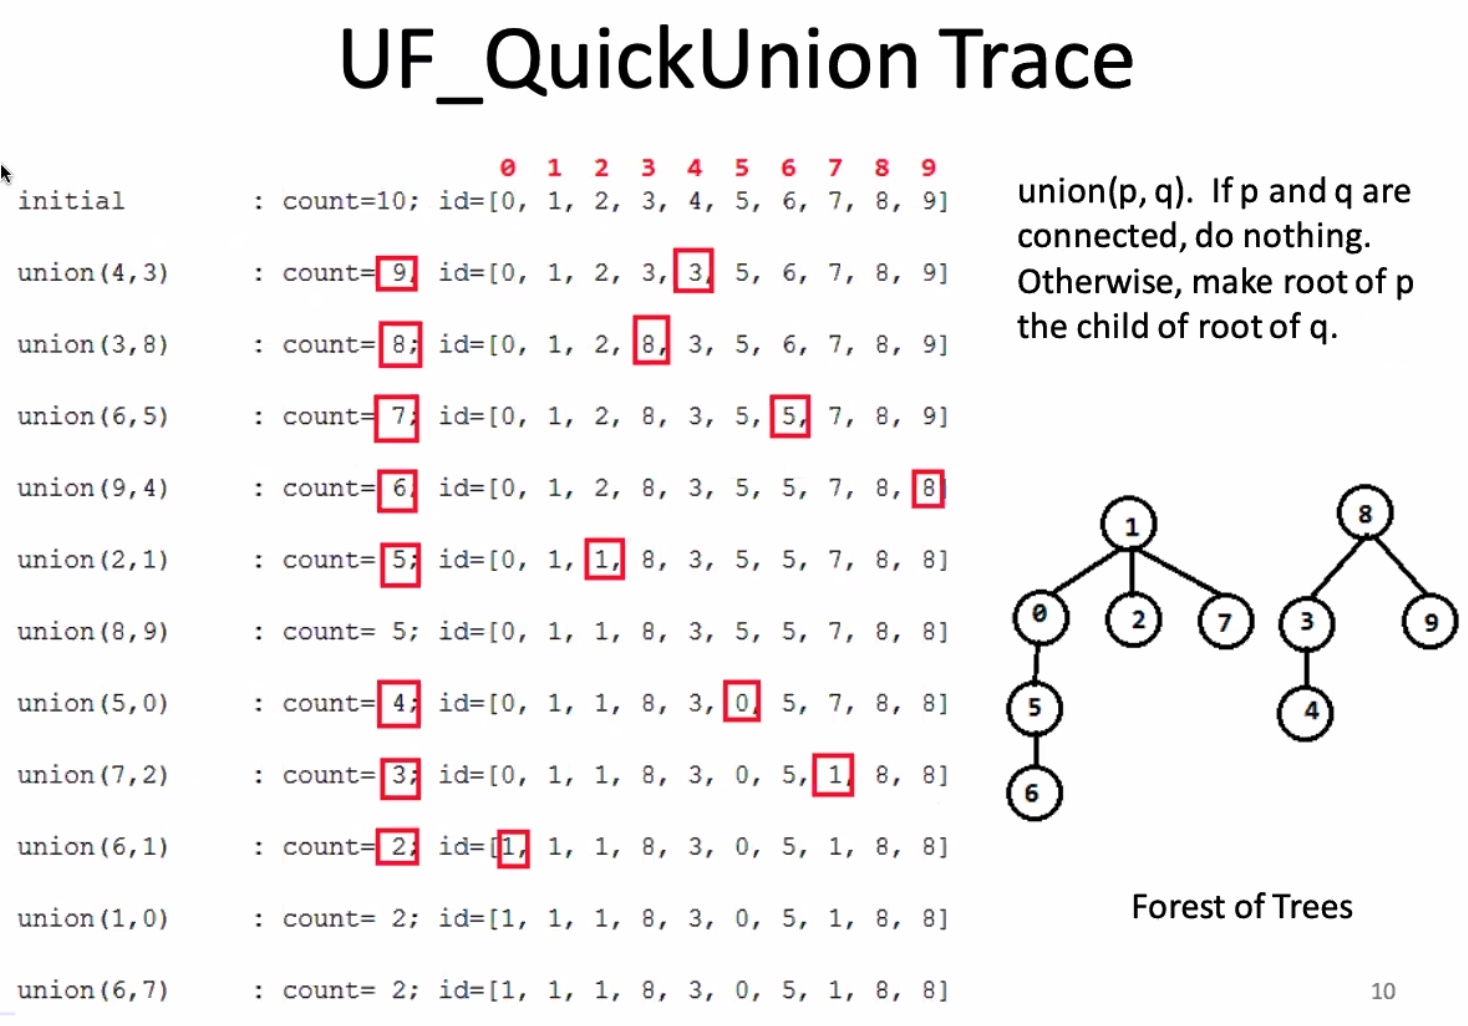 UF_QuickUnion Trace
0 1 2 3 4 5 6 7 8 9
initial : count=10; id=[0, 1, 2, 3, 4, 5, 6, 7, 8, 9]
union(4,3) : count= 9; id=[0, 1, 2, 3, 3, 5, 6, 7, 8, 9]
union(3,8) : count= 8; id=[0, 1, 2, 8, 3, 5, 6, 7, 8, 9]
union(6,5) : count= 7; id=[0, 1, 2, 8, 3, 5, 5, 7, 8, 9]
union(9,4) : count= 6; id=[0, 1, 2, 8, 3, 5, 5, 7, 8, 8]
union(2,1) : count= 5; id=[0, 1, 1, 8, 3, 5, 5, 7, 8, 8]
union(8,9) : count= 5; id=[0, 1, 1, 8, 3, 5, 5, 7, 8, 8]
union(5,0) : count= 4; id=[0, 1, 1, 8, 3, 0, 5, 7, 8, 8]
union(7,2) : count= 3; id=[0, 1, 1, 8, 3, 0, 5, 1, 8, 8]
union(6,1) : count= 2; id=[1, 1, 1, 8, 3, 0, 5, 1, 8, 8]
union(1,0) : count= 2; id=[1, 1, 1, 8, 3, 0, 5, 1, 8, 8]
union(6,7) : count= 2; id=[1, 1, 1, 8, 3, 0, 5, 1, 8, 8]
union(p, q). If p and q are
connected, do nothing.
Otherwise, make root of p
the child of root of q.
1
0 2 7
5
6
8
3 9
4
Forest of Trees
10